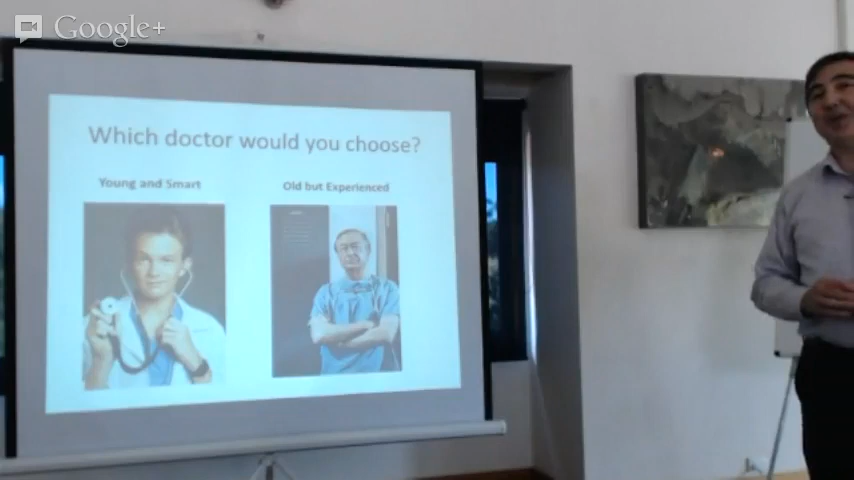 Google+
Which doctor would you choose?
Young and Smart
Old but Experienced